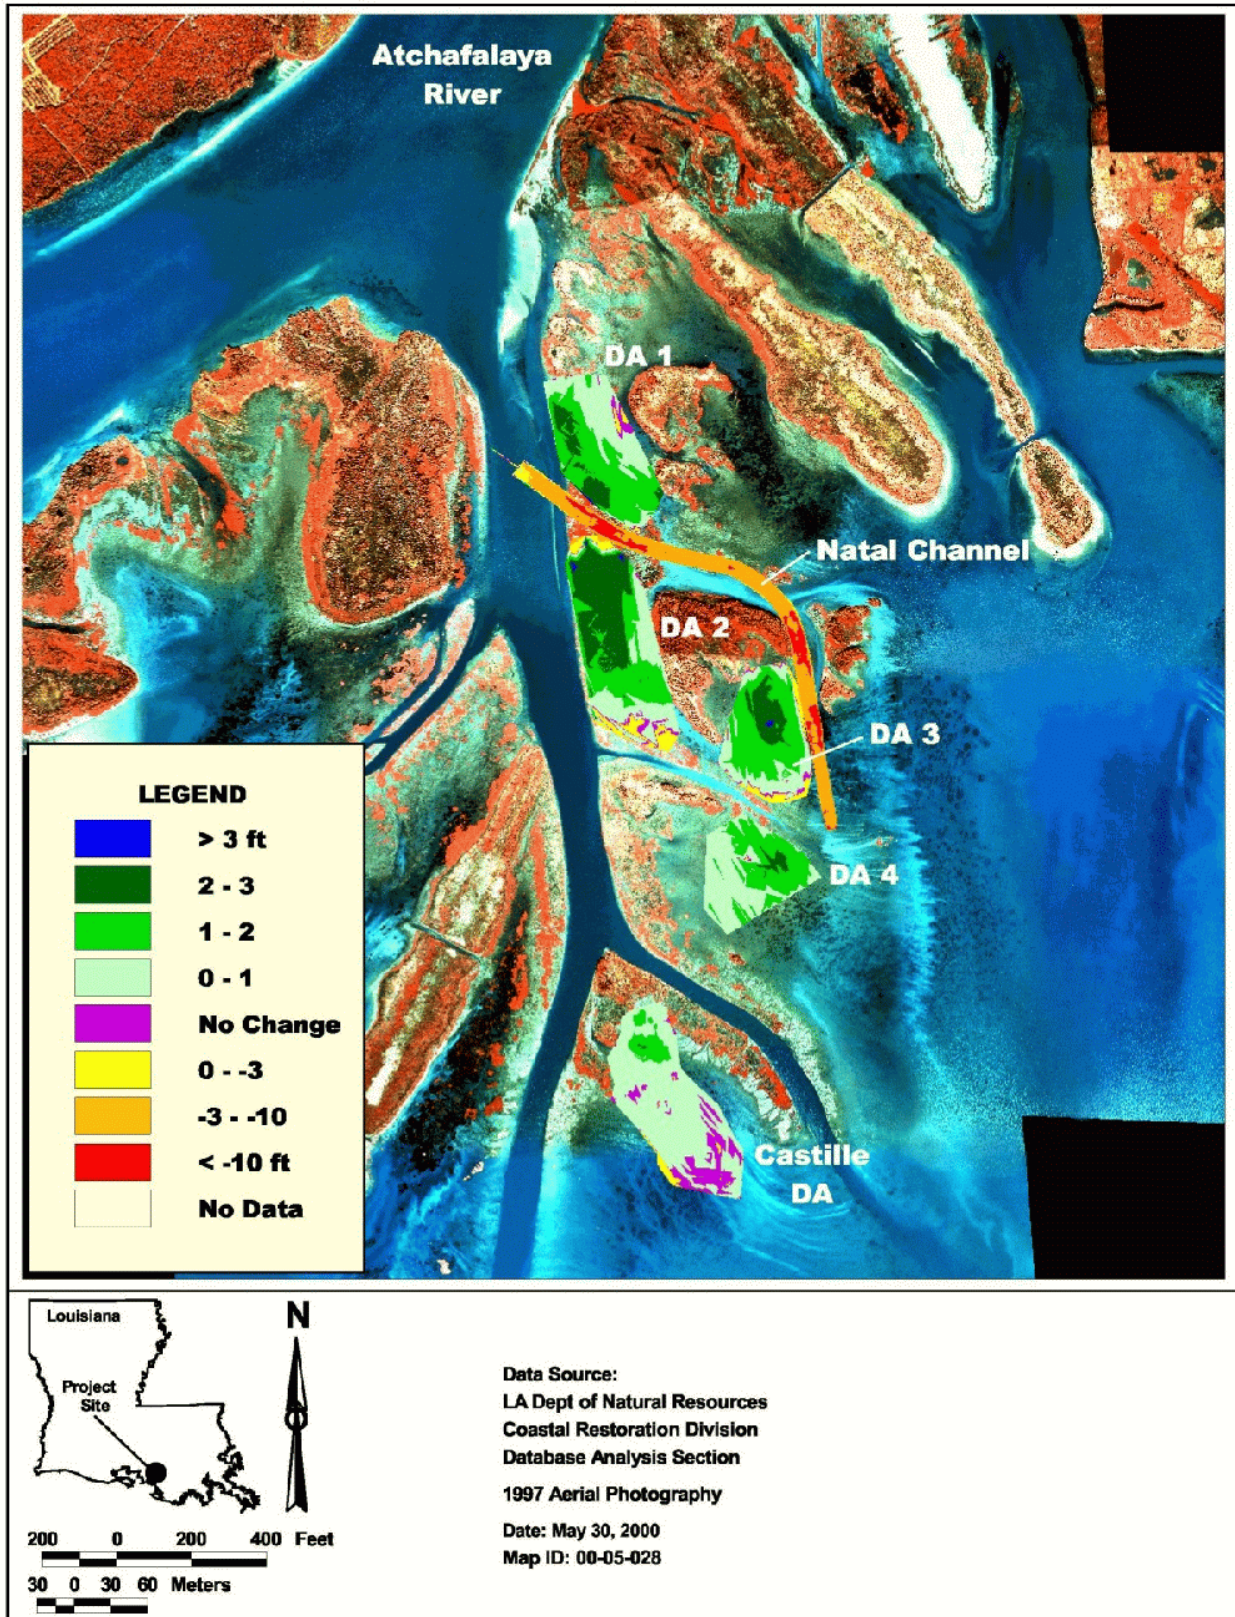 Atchafalaya
River
DA 1
Natal Channel
DA 2
DA 3
DA 4
Castille
DA
LEGEND
> 3 ft
2 - 3
1 - 2
0 - 1
No Change
0 - -3
-3 - -10
< -10 ft
No Data
Louisiana
Project
Site
N
200 0 200 400 Feet
30 0 30 60 Meters
Data Source:
LA Dept of Natural Resources
Coastal Restoration Division
Database Analysis Section
1997 Aerial Photography
Date: May 30, 2000
Map ID: 00-05-028